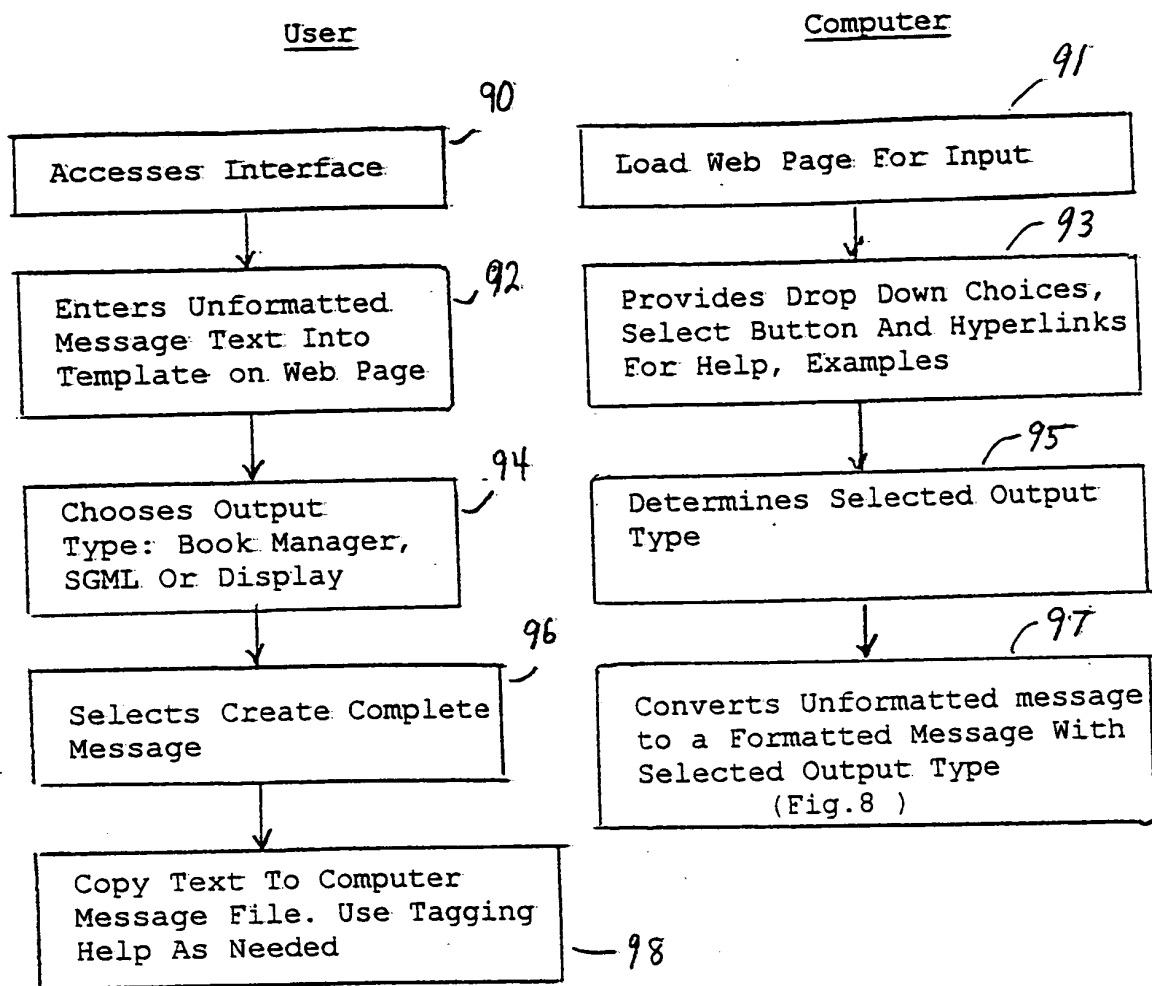 User
90
Accesses Interface
92
Enters Unformatted
Message Text Into
Template on Web Page
94
Chooses Output
Type: Book Manager,
SGML Or Display
96
Selects Create Complete
Message
Copy Text To Computer
Message File. Use Tagging
Help As Needed
98
Computer
91
Load Web Page For Input
93
Provides Drop Down Choices,
Select Button And Hyperlinks
For Help, Examples
95
Determines Selected Output
Type
97
Converts Unformatted message
to a Formatted Message With
Selected Output Type
(Fig.8 )